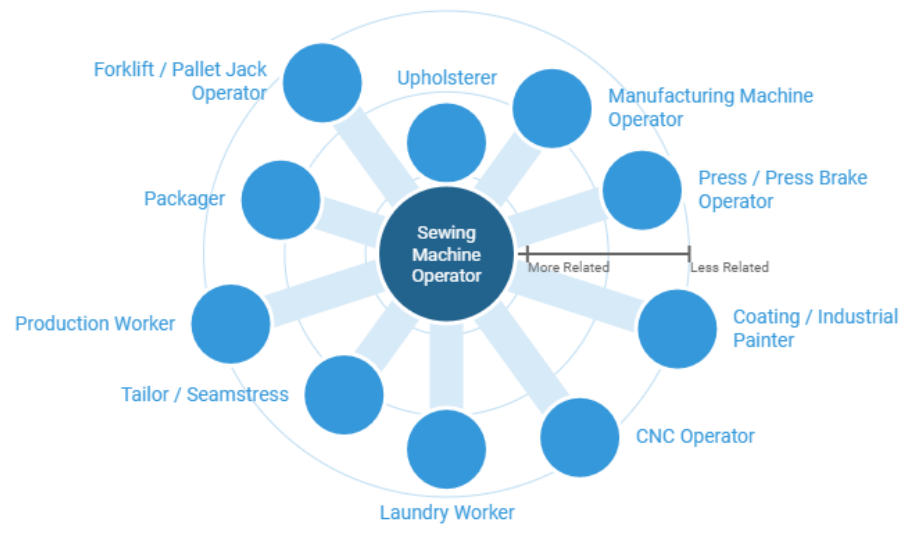 Forklift / Pallet Jack
Operator
Upholsterer
Manufacturing Machine
Operator
Packager
Press / Press Brake
Operator
Sewing
Machine
Operator
More Related
Less Related
Production Worker
Coating / Industrial
Painter
Tailor / Seamstress
CNC Operator
Laundry Worker